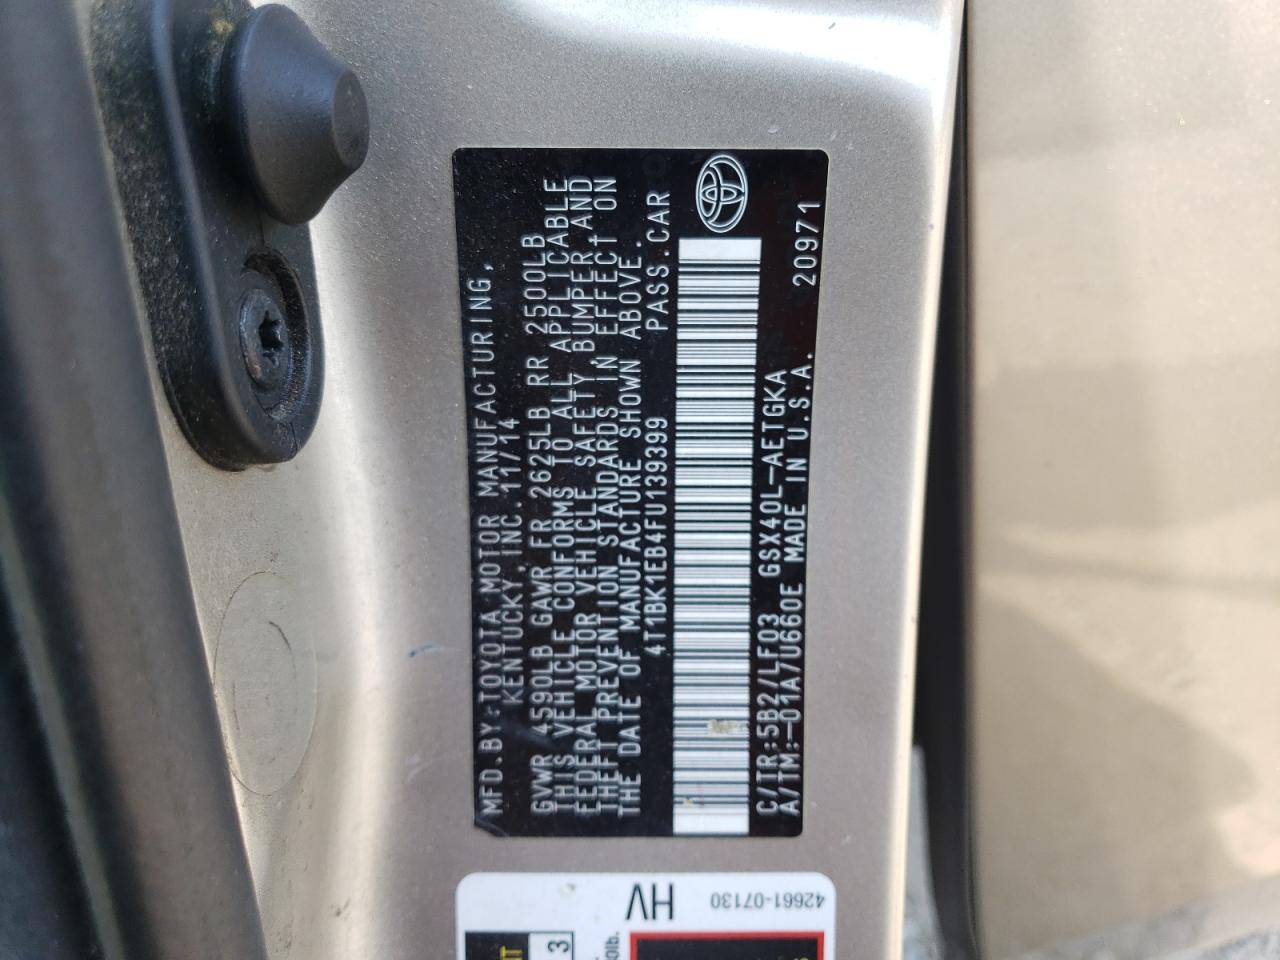 MFD.BY:TOYOTA MOTOR MANUFACTURING,
KENTUCKY, INC. 11/14
GVWR 4590LB GAWR FR 2625LB RR 2500LB
THIS VEHICLE CONFORMS TO ALL APPLICABLE
FEDERAL MOTOR VEHICLE SAFETY, BUMPER AND
THEFT PREVENTION STANDARDS IN EFFECT ON
THE DATE OF MANUFACTURE SHOWN ABOVE.
4T1BK1EB4FU139399 PASS.CAR
C/TR:5B2/LF03 GSX40L-AETGKA
A/TM:-01A/U660E MADE IN U.S.A. 20971
HV
42661-07130
3